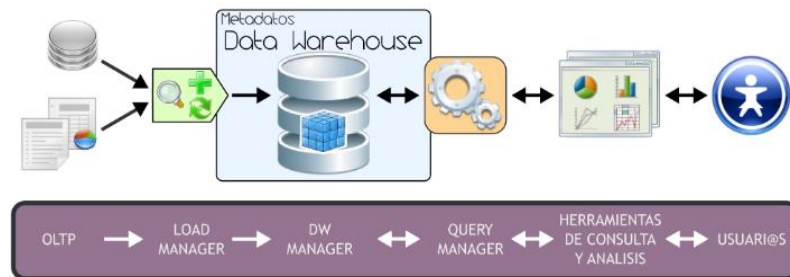 Metadatos
Data Warehouse
OLTP
LOAD
MANAGER
DW
MANAGER
QUERY
MANAGER
HERRAMIENTAS
DE CONSULTA
Y ANALISIS
USUARI@S